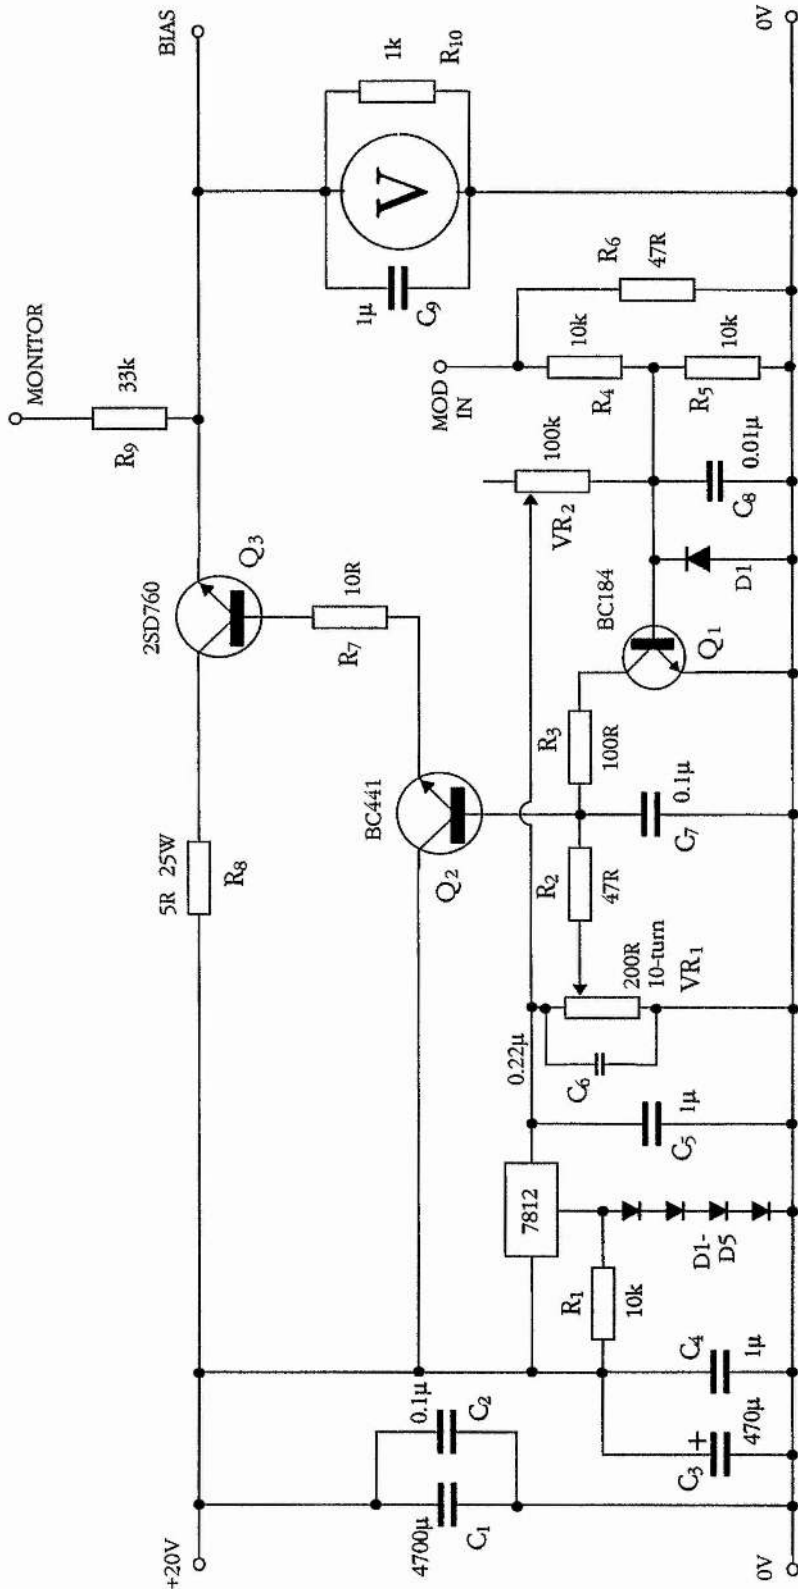 +20V
BIAS
MONITOR
R9
33k
5R 25W
R8
2SD760
Q3
BC441
Q2
R7
10R
1µ
C9
V
1k
R10
4700µ
C1
0.1µ
C2
7812
0.22µ
C6
200R
10-turn
VR1
R2
47R
R3
100R
BC184
Q1
VR2
100k
MOD
IN
R4
10k
R5
10k
R6
47R
C3
+
470µ
C4
1µ
R1
10k
D1-
D5
C5
1µ
C7
0.1µ
D1
C8
0.01µ
0V
0V